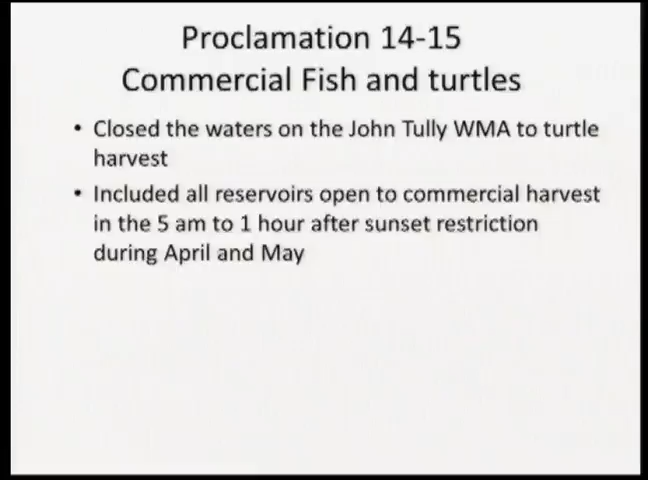 Proclamation 14-15
Commercial Fish and turtles
• Closed the waters on the John Tully WMA to turtle
harvest
• Included all reservoirs open to commercial harvest
in the 5 am to 1 hour after sunset restriction
during April and May